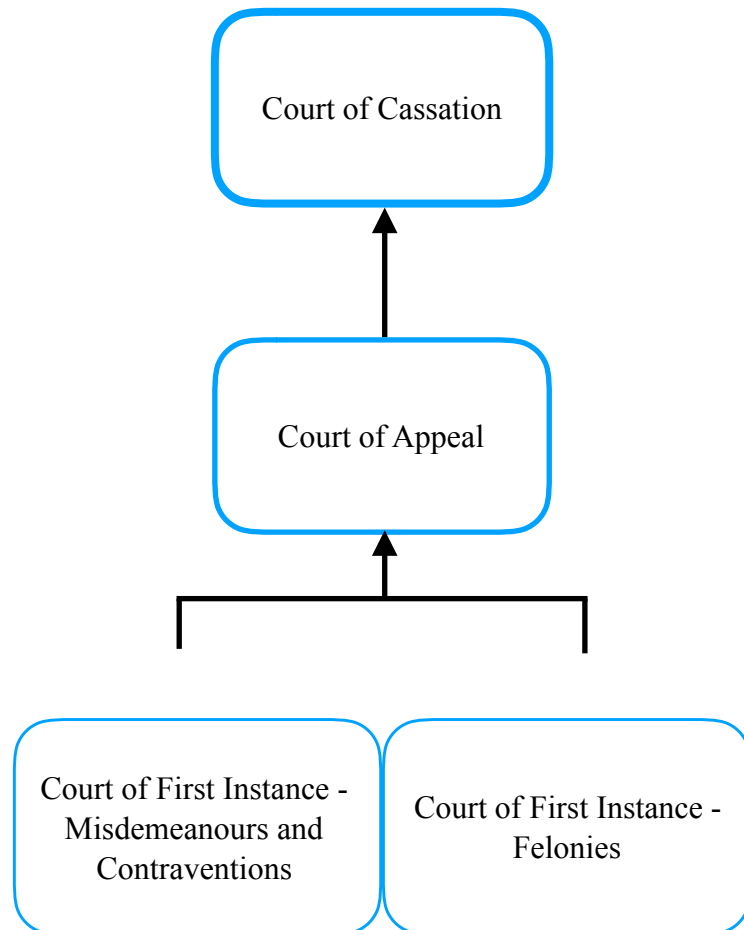 Court of Cassation
Court of Appeal
Court of First Instance -
Misdemeanours and
Contraventions
Court of First Instance -
Felonies